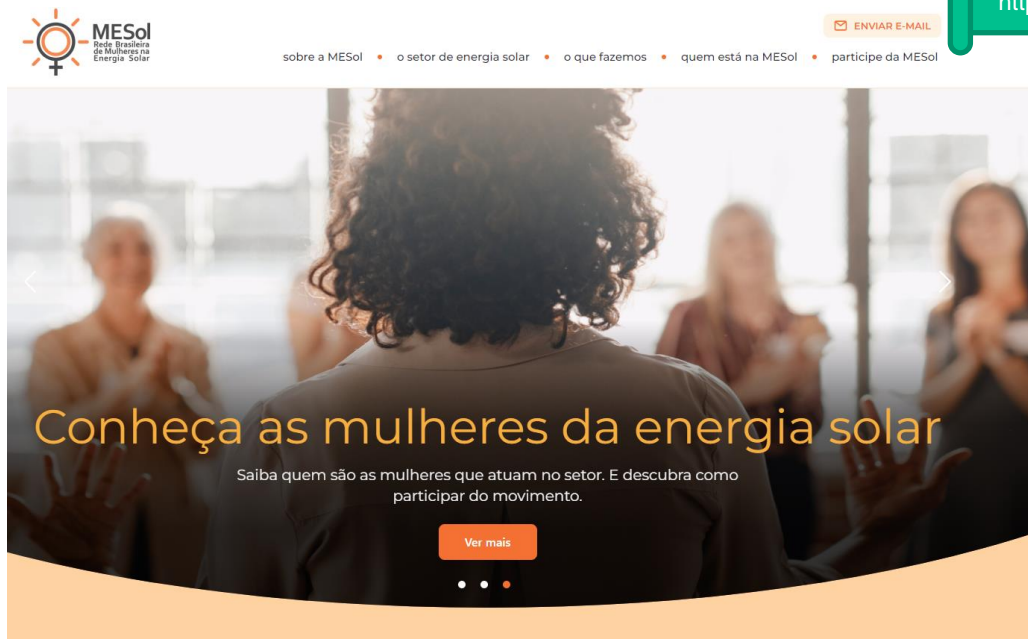 MESol
Rede Brasileira
de Mulheres na
Energia Solar
ENVIAR E-MAIL
sobre a MESol • o setor de energia solar • o que fazemos • quem está na MESol • participe da MESol
Conheça as mulheres da energia solar
Saiba quem são as mulheres que atuam no setor. E descubra como
participar do movimento.
Ver mais